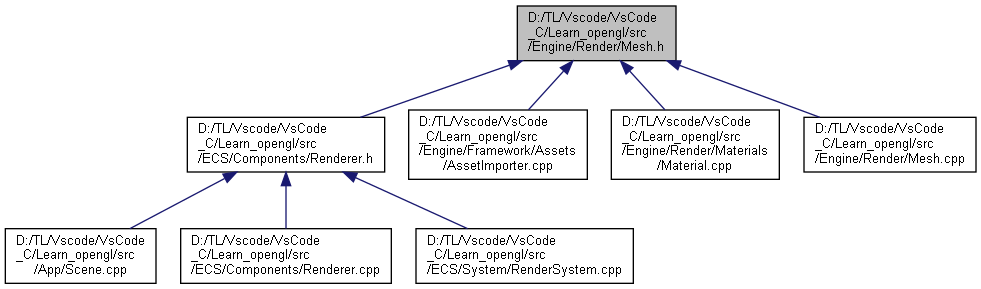 D:/TL/Vscode/VsCode
_C/Learn_opengl/src
/Engine/Render/Mesh.h
D:/TL/Vscode/VsCode
_C/Learn_opengl/src
/ECS/Components/Renderer.h
D:/TL/Vscode/VsCode
_C/Learn_opengl/src
/Engine/Framework/Assets
/AssetImporter.cpp
D:/TL/Vscode/VsCode
_C/Learn_opengl/src
/Engine/Render/Materials
/Material.cpp
D:/TL/Vscode/VsCode
_C/Learn_opengl/src
/Engine/Render/Mesh.cpp
D:/TL/Vscode/VsCode
_C/Learn_opengl/src
/App/Scene.cpp
D:/TL/Vscode/VsCode
_C/Learn_opengl/src
/ECS/Components/Renderer.cpp
D:/TL/Vscode/VsCode
_C/Learn_opengl/src
/ECS/System/RenderSystem.cpp